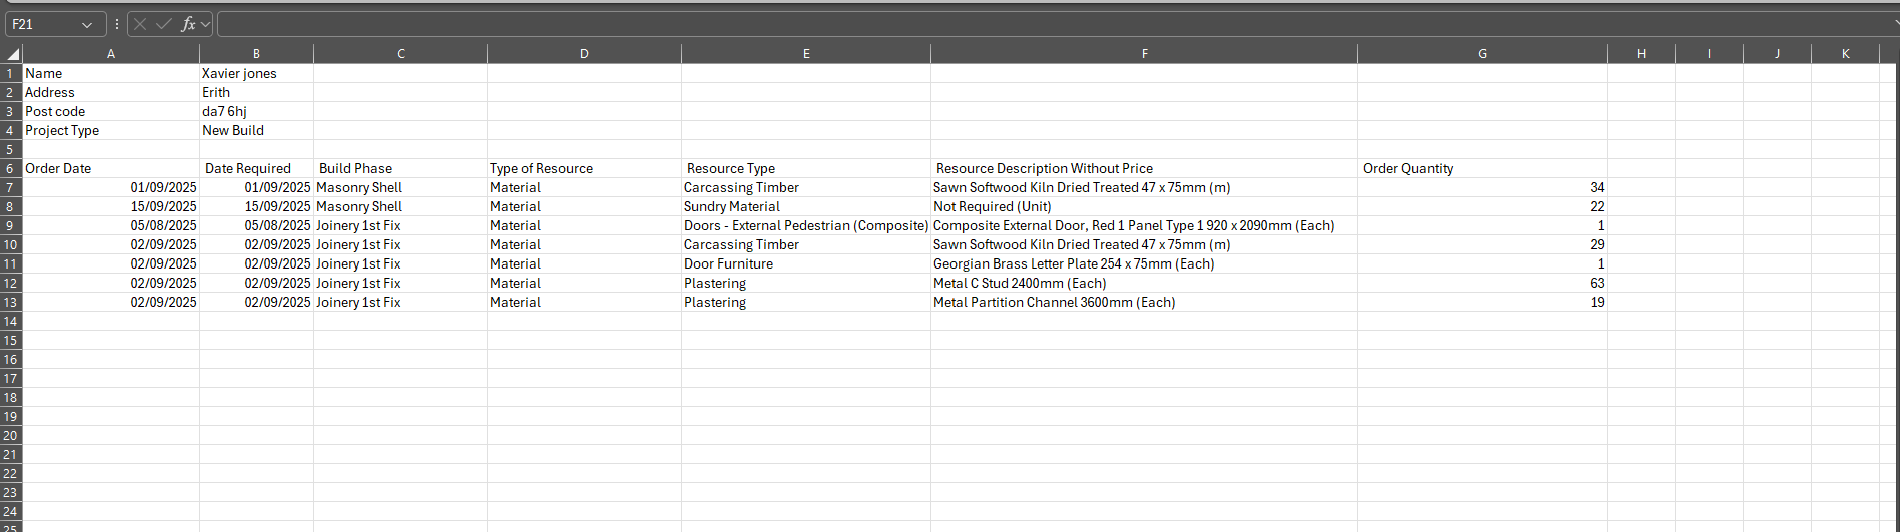 F21 fx
A B C D E F G H I J K
1 Name Xavier jones
2 Address Erith
3 Post code da7 6hj
4 Project Type New Build
5
6 Order Date Date Required Build Phase Type of Resource Resource Type Resource Description Without Price Order Quantity
7 01/09/2025 01/09/2025 Masonry Shell Material Carcassing Timber Sawn Softwood Kiln Dried Treated 47 x 75mm (m) 34
8 15/09/2025 15/09/2025 Masonry Shell Material Sundry Material Not Required (Unit) 22
9 05/08/2025 05/08/2025 Joinery 1st Fix Material Doors - External Pedestrian (Composite) Composite External Door, Red 1 Panel Type 1 920 x 2090mm (Each) 1
10 02/09/2025 02/09/2025 Joinery 1st Fix Material Carcassing Timber Sawn Softwood Kiln Dried Treated 47 x 75mm (m) 29
11 02/09/2025 02/09/2025 Joinery 1st Fix Material Door Furniture Georgian Brass Letter Plate 254 x 75mm (Each) 1
12 02/09/2025 02/09/2025 Joinery 1st Fix Material Plastering Metal C Stud 2400mm (Each) 63
13 02/09/2025 02/09/2025 Joinery 1st Fix Material Plastering Metal Partition Channel 3600mm (Each) 19
14
15
16
17
18
19
20
21
22
23
24
25